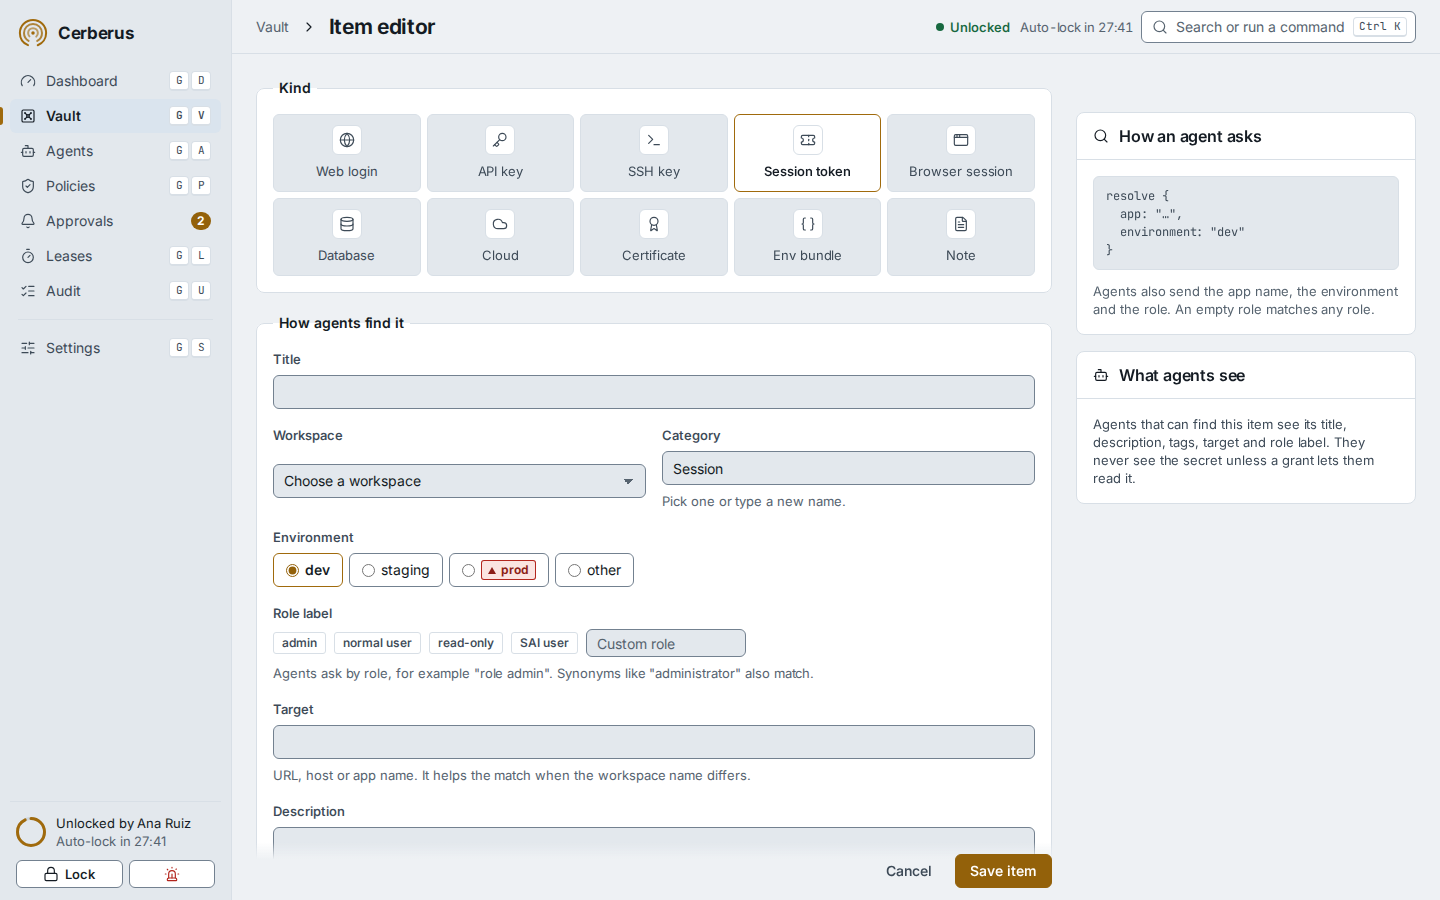 Cerberus
Dashboard G D
Vault G V
Agents G A
Policies G P
Approvals 2
Leases G L
Audit G U
Settings G S
Unlocked by Ana Ruiz
Auto-lock in 27:41
Lock
Vault > Item editor
Unlocked Auto-lock in 27:41
Search or run a command Ctrl K
Kind
Web login
API key
SSH key
Session token
Browser session
Database
Cloud
Certificate
Env bundle
Note
How agents find it
Title
Workspace
Choose a workspace
Category
Session
Pick one or type a new name.
Environment
dev
staging
prod
other
Role label
admin
normal user
read-only
SAI user
Custom role
Agents ask by role, for example "role admin". Synonyms like "administrator" also match.
Target
URL, host or app name. It helps the match when the workspace name differs.
Description
Cancel
Save item
How an agent asks
resolve {
  app: "…",
  environment: "dev"
}
Agents also send the app name, the environment
and the role. An empty role matches any role.
What agents see
Agents that can find this item see its title,
description, tags, target and role label. They
never see the secret unless a grant lets them
read it.